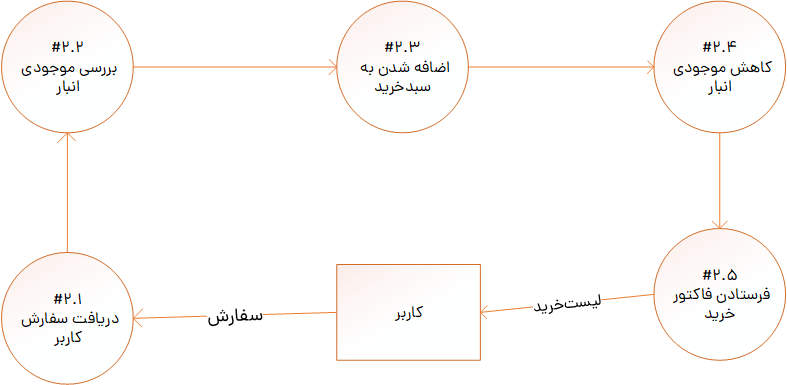 #۲.۲
بررسی موجودی
انبار
#۲.۳
اضافه شدن به
سبدخرید
#۲.۴
کاهش موجودی
انبار
#۲.۱
دریافت سفارش
کاربر
سفارش
کاربر
لیست‌خرید
#۲.۵
فرستادن فاکتور
خرید